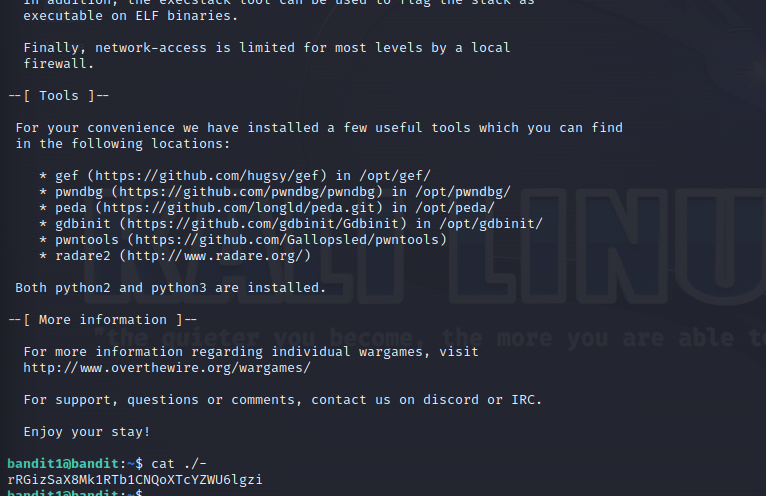 In addition, the execstack tool can be used to flag the stack as
executable on ELF binaries.
Finally, network-access is limited for most levels by a local
firewall.
--[ Tools ]--
For your convenience we have installed a few useful tools which you can find
in the following locations:
* gef (https://github.com/hugsy/gef) in /opt/gef/
* pwndbg (https://github.com/pwndbg/pwndbg) in /opt/pwndbg/
* peda (https://github.com/longld/peda.git) in /opt/peda/
* gdbinit (https://github.com/gdbinit/Gdbinit) in /opt/gdbinit/
* pwntools (https://github.com/Gallopsled/pwntools)
* radare2 (http://www.radare.org/)
KALI LINU
Both python2 and python3 are installed.
--[ More information ]--
"the quieter you become, the more you are able to
For more information regarding individual wargames, visit
http://www.overthewire.org/wargames/
For support, questions or comments, contact us on discord or IRC.
Enjoy your stay!
bandit1@bandit:~$ cat ./-
rRGizSaX8Mk1RTb1CNQoXTcYZWU6lgzi
bandit1@bandit:~$